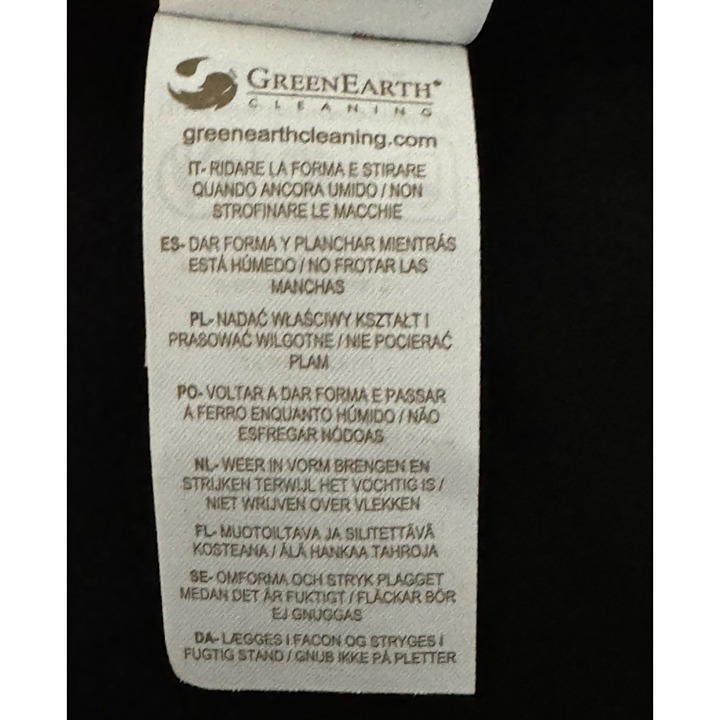 GREENEARTH®
CLEANING
greenearthcleaning.com
IT- RIDARE LA FORMA E STIRARE
QUANDO ANCORA UMIDO / NON
STROFINARE LE MACCHIE
ES- DAR FORMA Y PLANCHAR MIENTRÁS
ESTÁ HÚMEDO / NO FROTAR LAS
MANCHAS
PL- NADAĆ WŁAŚCIWY KSZTAŁT I
PRASOWAĆ WILGOTNE / NIE POCIERAĆ
PLAM
PO- VOLTAR A DAR FORMA E PASSAR
A FERRO ENQUANTO HÚMIDO / NÃO
ESFREGAR NÓDOAS
NL- WEER IN VORM BRENGEN EN
STRIJKEN TERWIJL HET VOCHTIG IS /
NIET WRIJVEN OVER VLEKKEN
FL- MUOTOILTAVA JA SILITETTÄVÄ
KOSTEANA / ÄLÄ HANKAA TAHROJA
SE- OMFORMA OCH STRYK PLAGGET
MEDAN DET ÄR FUKTIGT / FLÄCKAR BÖR
EJ GNUGGAS
DA- LÆGGES I FACON OG STRYGES I
FUGTIG STAND / GNUB IKKE PÅ PLETTER